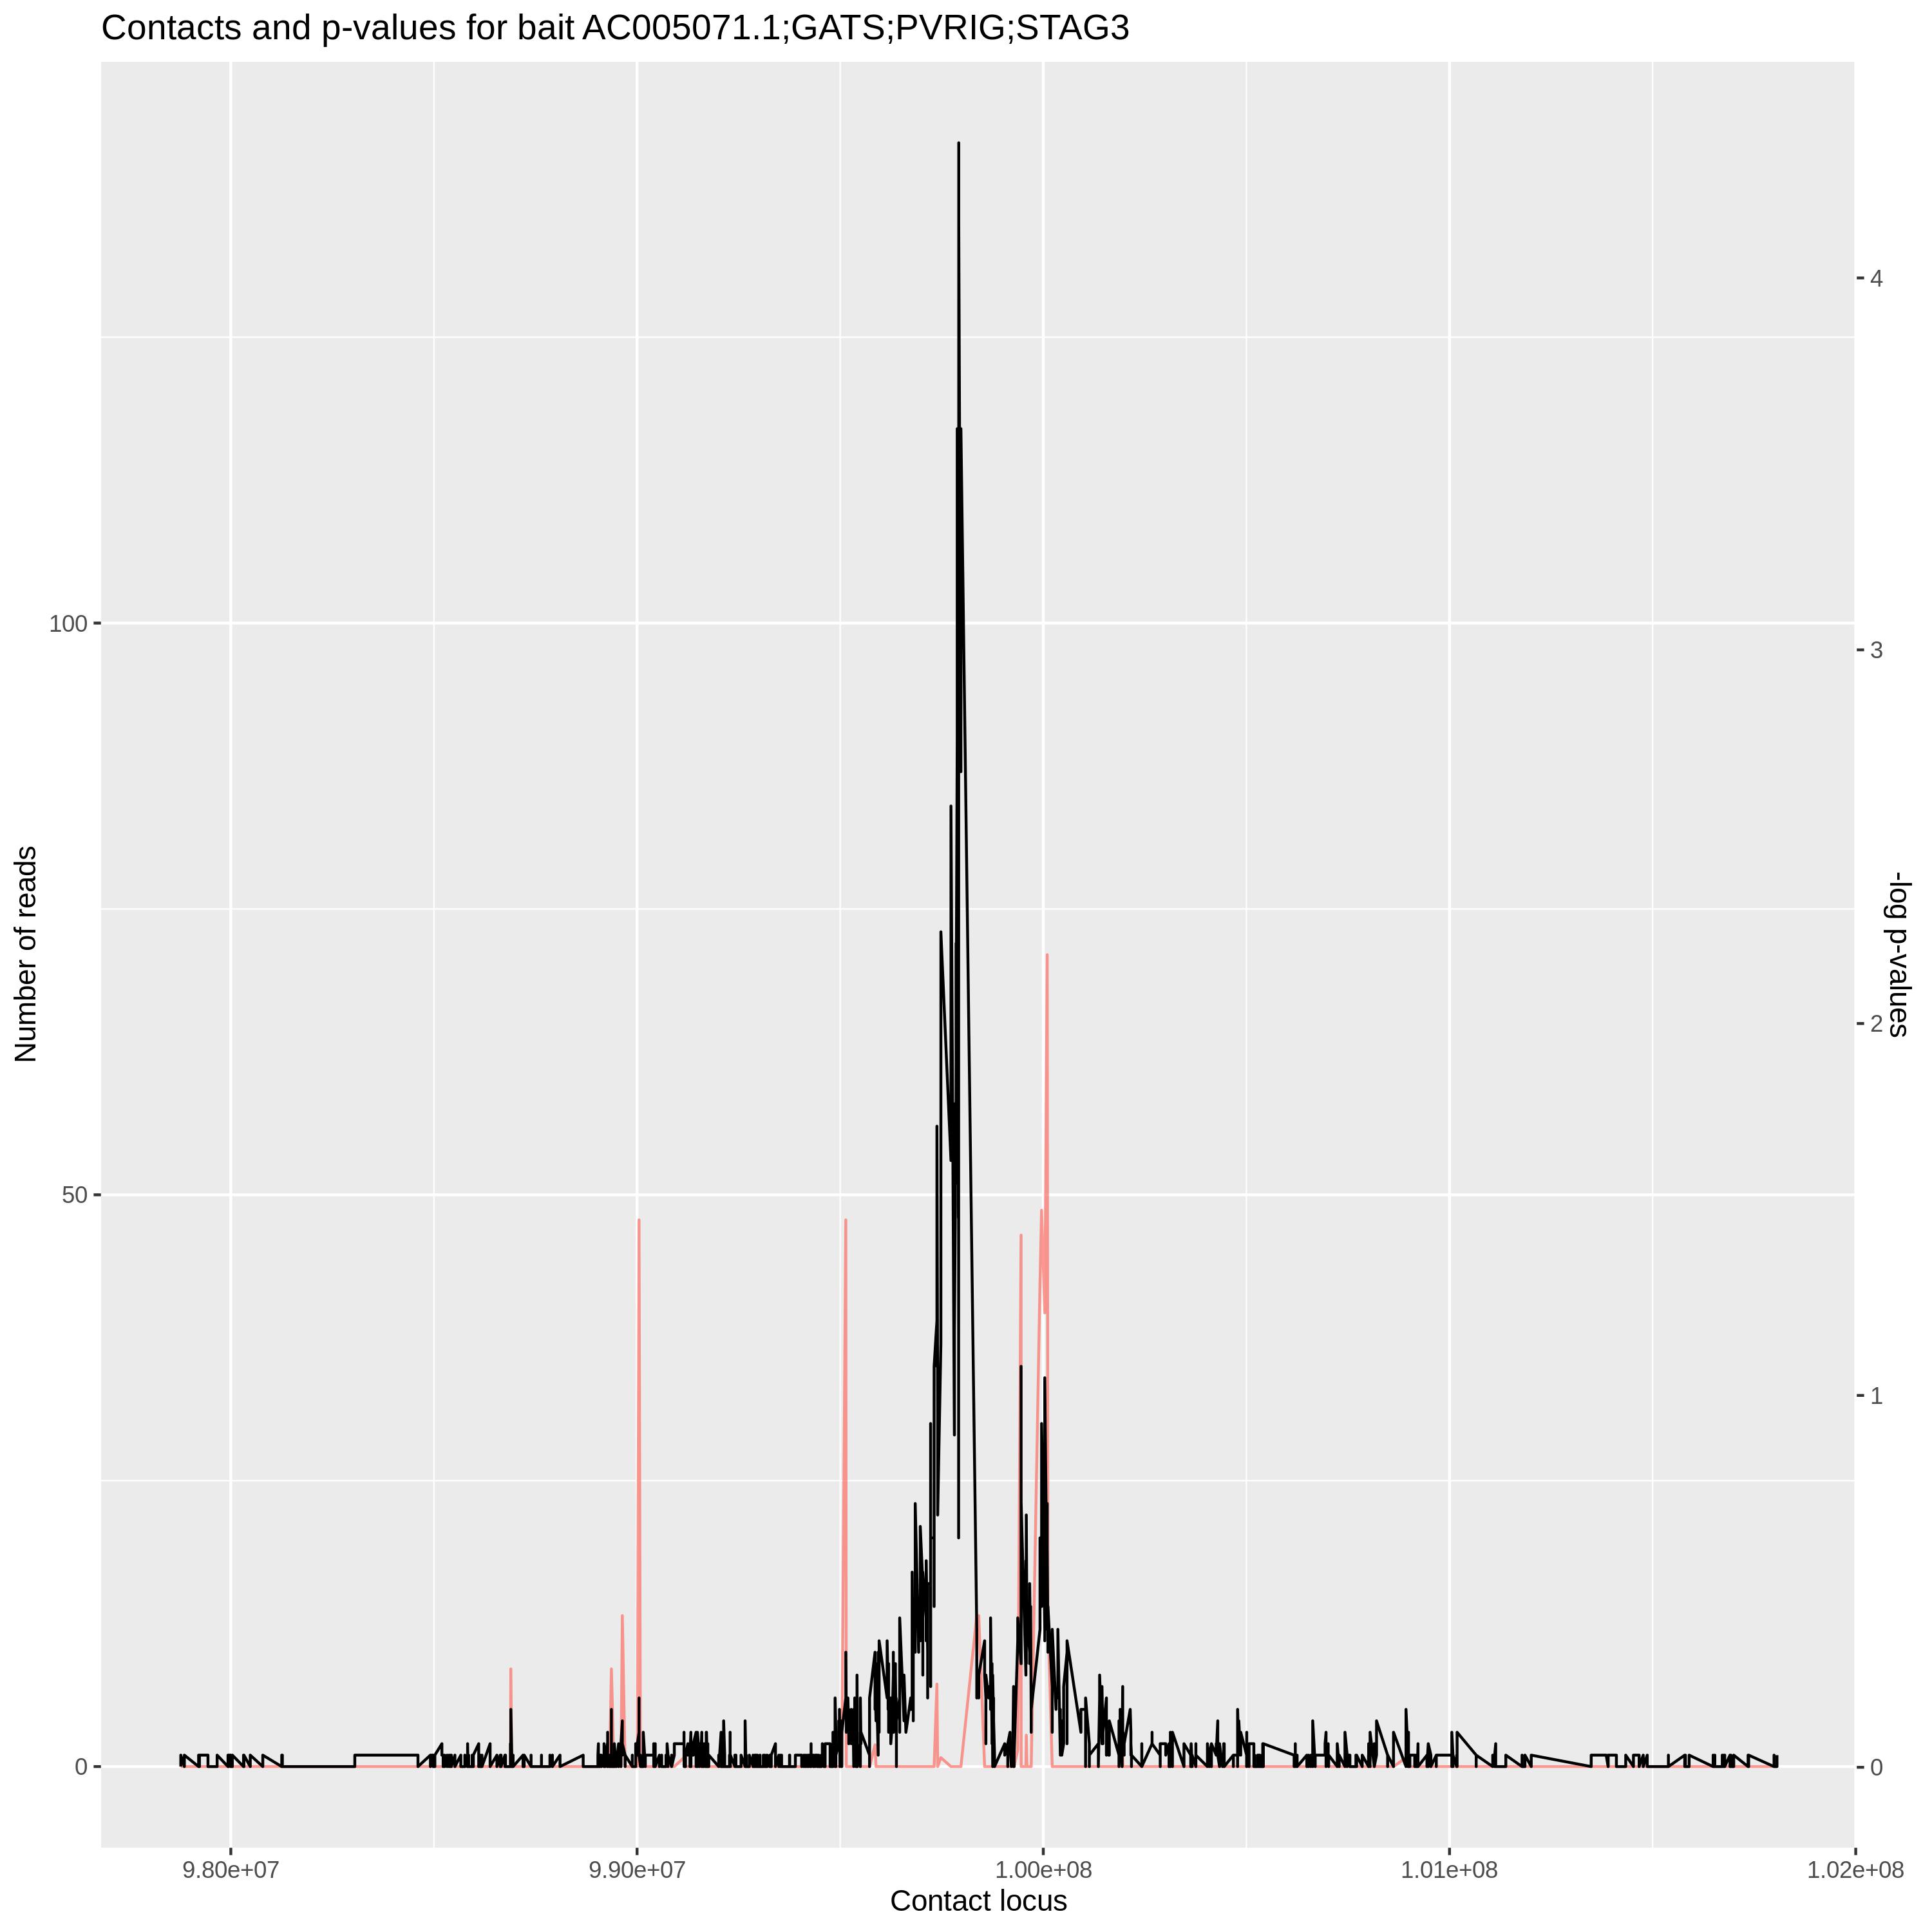 Contacts and p-values for bait AC005071.1;GATS;PVRIG;STAG3
Number of reads
100
50
0
4
3
2
1
0
-log p-values
9.80e+07
9.90e+07
1.00e+08
1.01e+08
1.02e+08
Contact locus